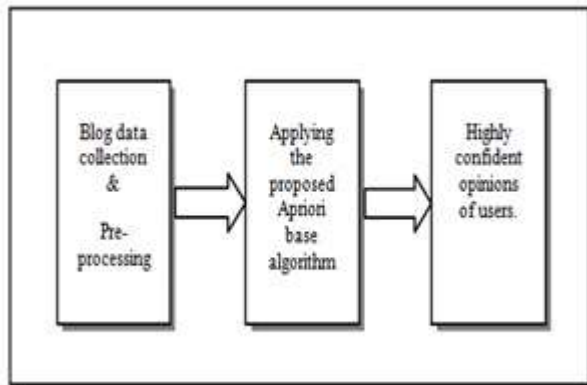 Blog data
collection
&
Pre-
processing
Applying
the
proposed
Apriori
base
algorithm
Highly
confident
opinions
of users.